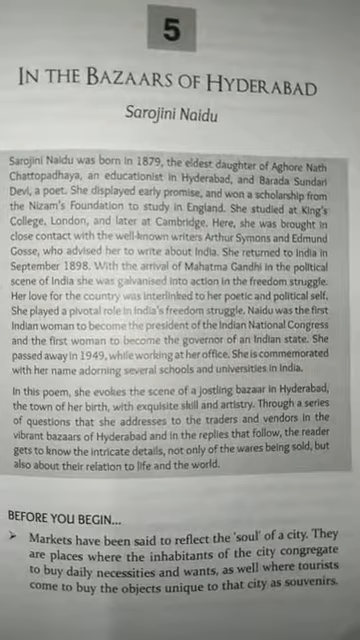 5
IN THE BAZAARS OF HYDERABAD
Sarojini Naidu
Sarojini Naidu was born in 1879, the eldest daughter of Aghore Nath
Chattopadhaya, an educationist in Hyderabad, and Barada Sundari
Devi, a poet. She displayed early promise, and won a scholarship from
the Nizam's Foundation to study in England. She studied at King's
College, London, and later at Cambridge. Here, she was brought in
close contact with the well-known writers Arthur Symons and Edmund
Gosse, who advised her to write about India. She returned to India in
September 1898. With the arrival of Mahatma Gandhi in the political
scene of India she was galvanised into action in the freedom struggle.
Her love for the country was interlinked to her poetic and political self.
She played a pivotal role in India's freedom struggle. Naidu was the first
Indian woman to become the president of the Indian National Congress
and the first woman to become the governor of an Indian state. She
passed away in 1949, while working at her office. She is commemorated
with her name adorning several schools and universities in India.
In this poem, she evokes the scene of a jostling bazaar in Hyderabad,
the town of her birth, with exquisite skill and artistry. Through a series
of questions that she addresses to the traders and vendors in the
vibrant bazaars of Hyderabad and in the replies that follow, the reader
gets to know the intricate details, not only of the wares being sold, but
also about their relation to life and the world.
BEFORE YOU BEGIN...
➢ Markets have been said to reflect the 'soul' of a city. They
are places where the inhabitants of the city congregate
to buy daily necessities and wants, as well where tourists
come to buy the objects unique to that city as souvenirs.